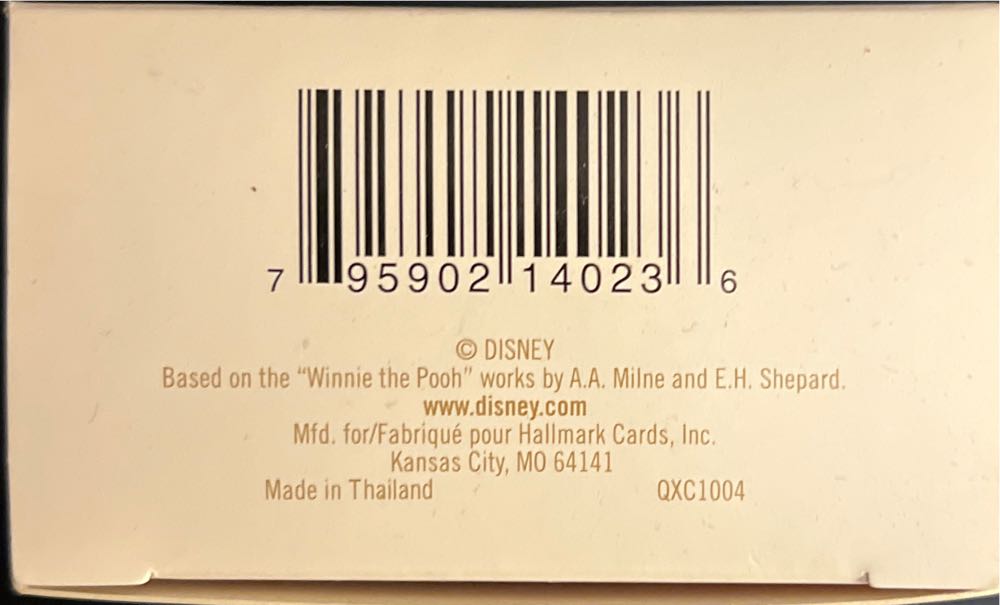 7 95902 14023 6
© DISNEY
Based on the "Winnie the Pooh" works by A.A. Milne and E.H. Shepard.
www.disney.com
Mfd. for/Fabriqué pour Hallmark Cards, Inc.
Kansas City, MO 64141
Made in Thailand QXC1004